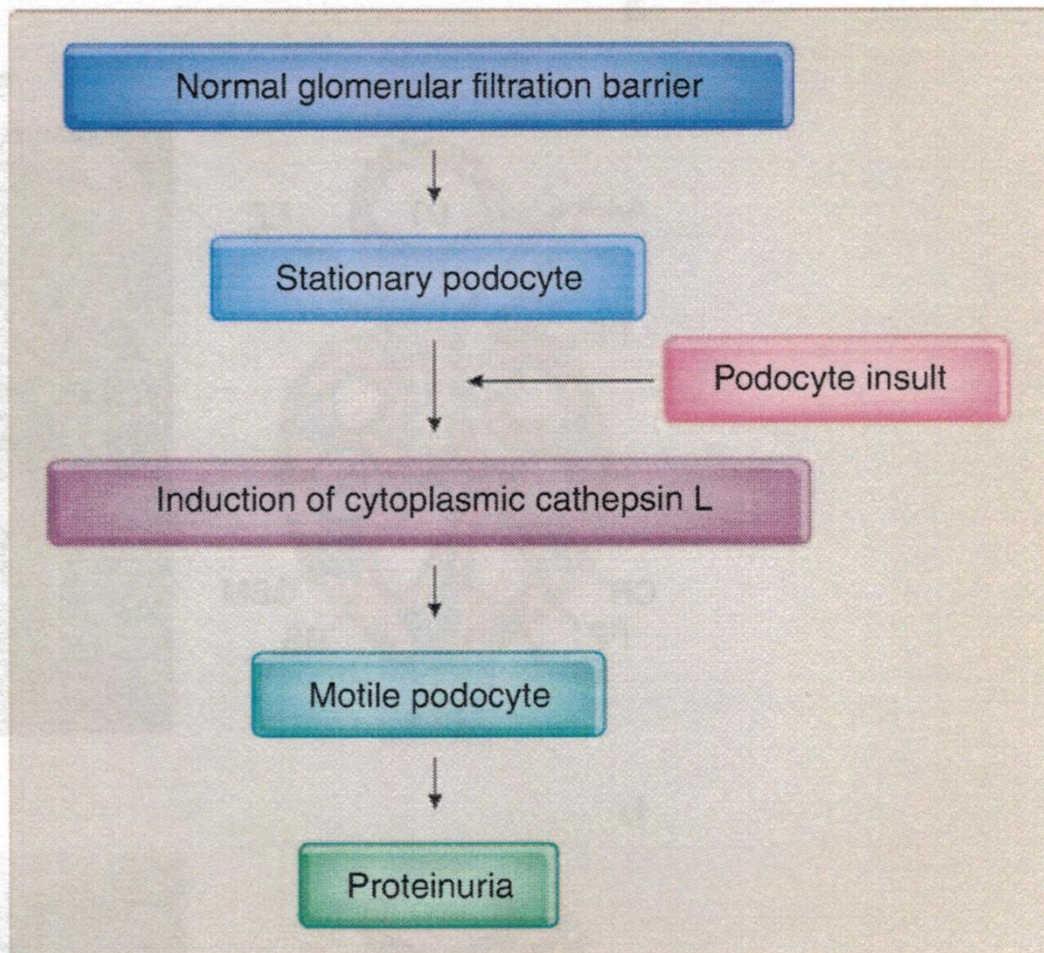 Normal glomerular filtration barrier
Stationary podocyte
Podocyte insult
Induction of cytoplasmic cathepsin L
Motile podocyte
Proteinuria